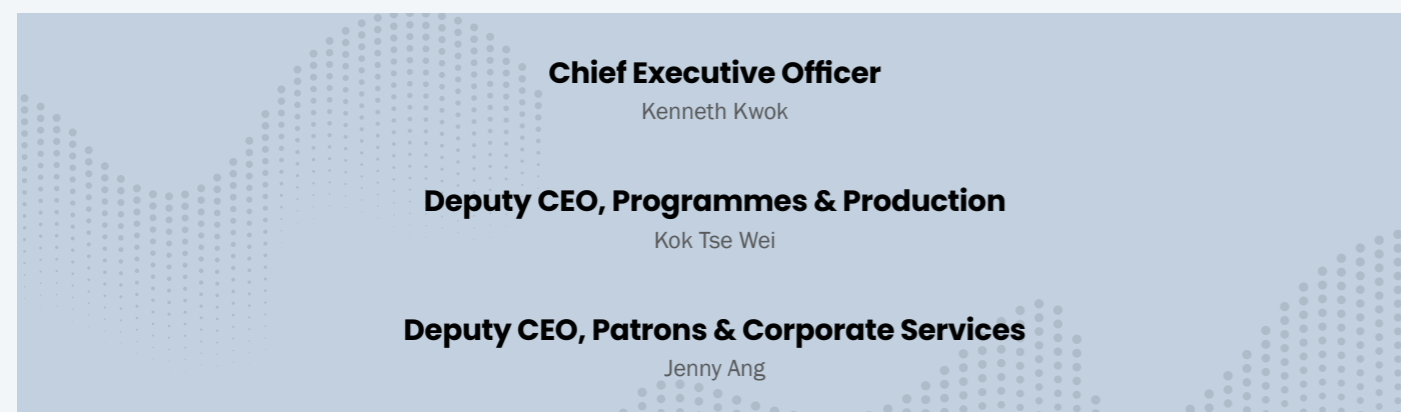 Chief Executive Officer
Kenneth Kwok
Deputy CEO, Programmes & Production
Kok Tse Wei
Deputy CEO, Patrons & Corporate Services
Jenny Ang